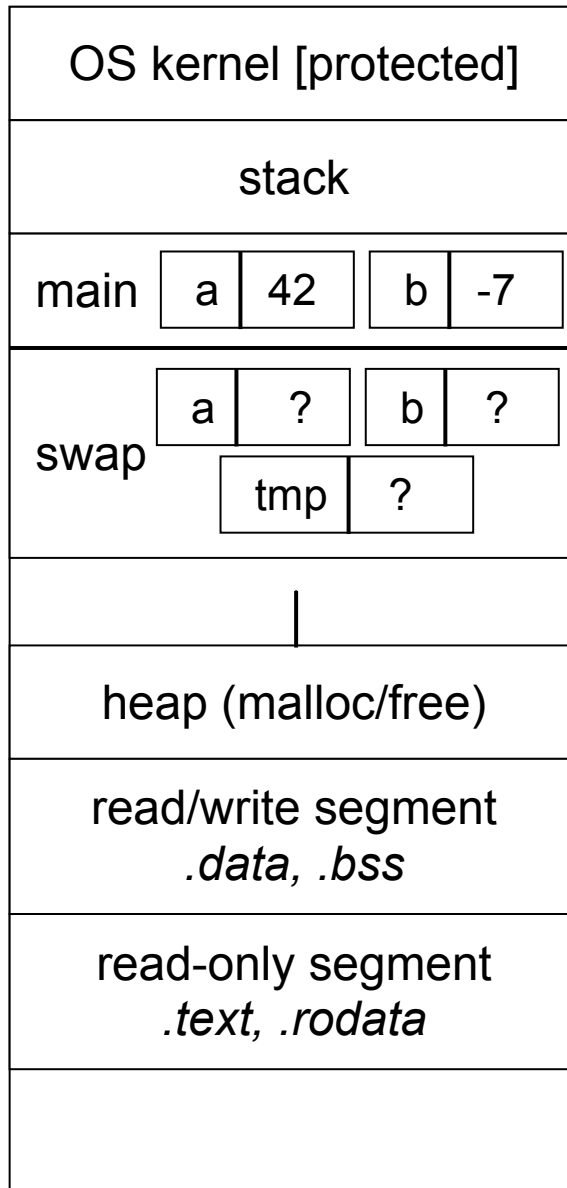 OS kernel [protected]
stack
main a 42 b -7
a ? b ?
swap
tmp ?
heap (malloc/free)
read/write segment
.data, .bss
read-only segment
.text, .rodata